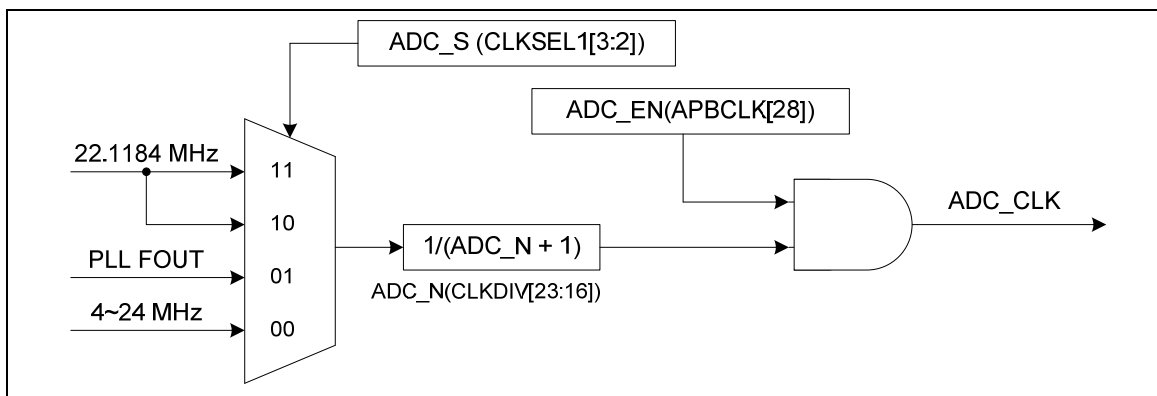 ADC_S (CLKSEL1[3:2])
ADC_EN(APBCLK[28])
22.1184 MHz
11
ADC_CLK
10
1/(ADC_N + 1)
PLL FOUT
01
ADC_N(CLKDIV[23:16])
4~24 MHz
00